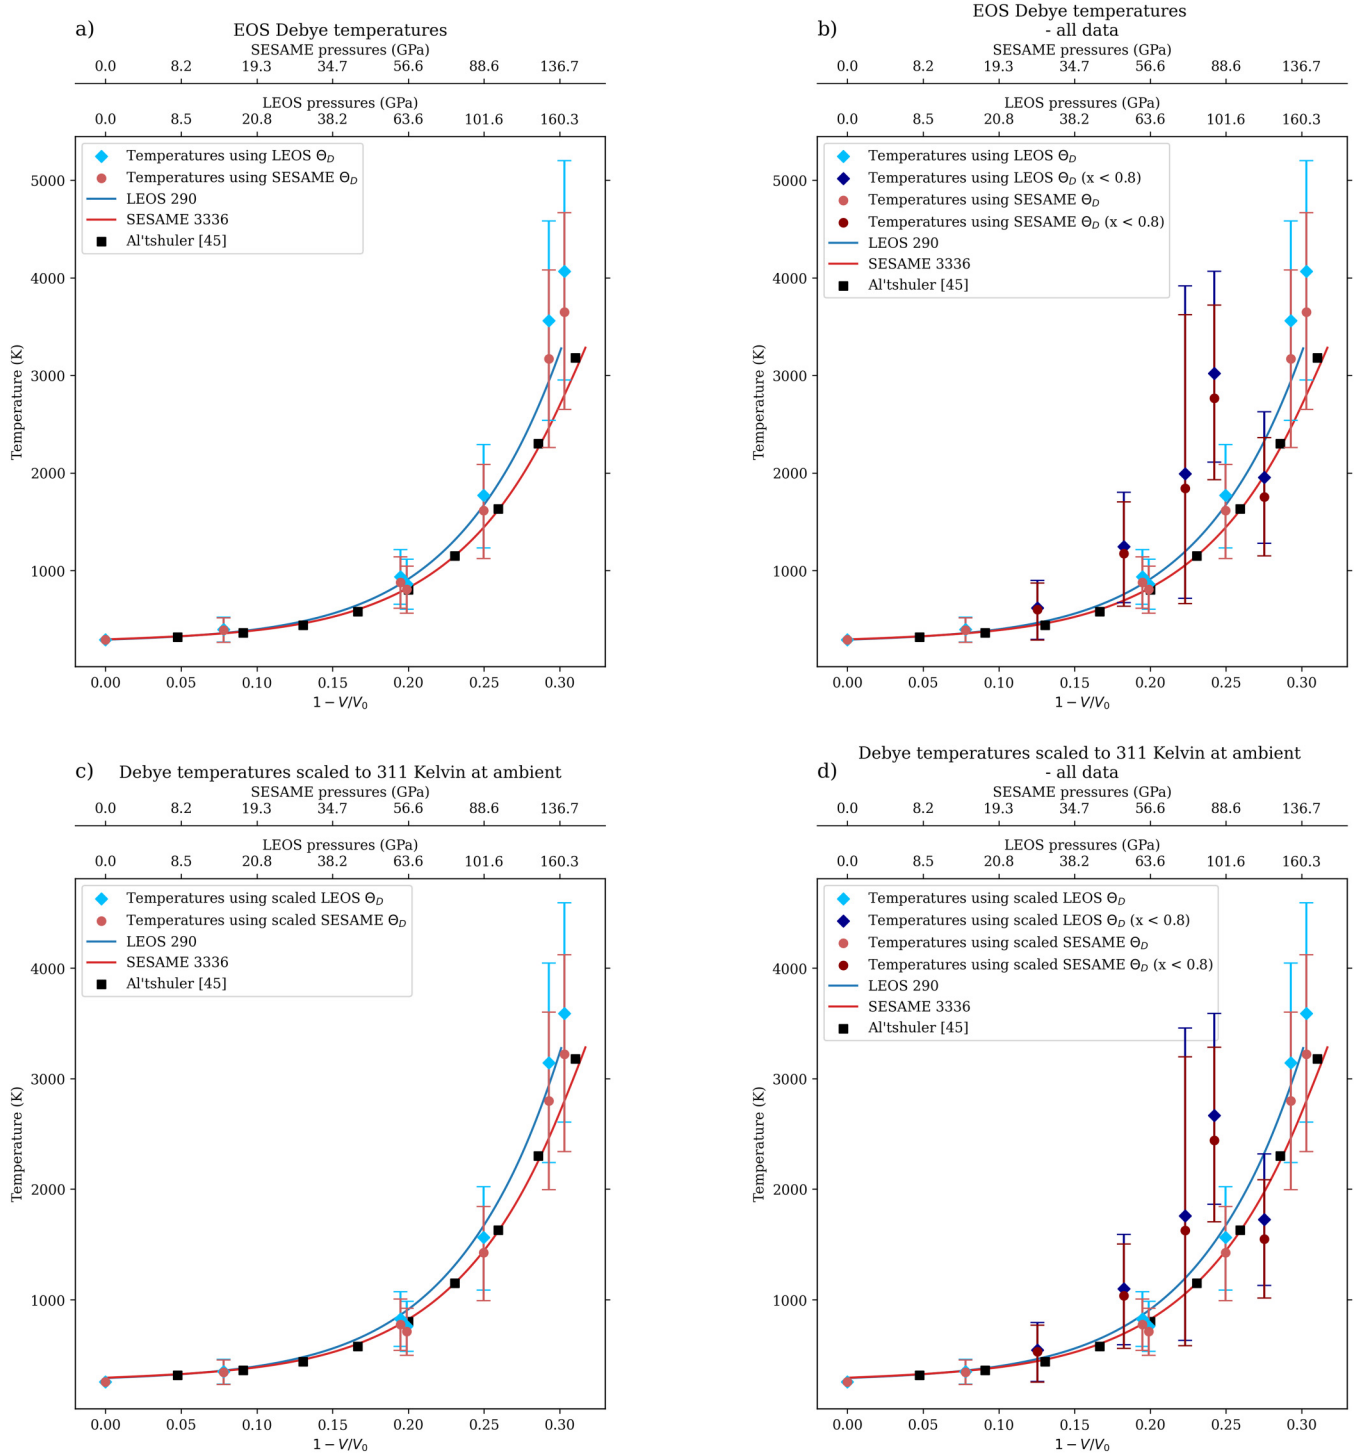 a)
EOS Debye temperatures
SESAME pressures (GPa)
0.0 8.2 19.3 34.7 56.6 88.6 136.7
LEOS pressures (GPa)
0.0 8.5 20.8 38.2 63.6 101.6 160.3
Temperatures using LEOS Θ_D
Temperatures using SESAME Θ_D
LEOS 290
SESAME 3336
Al'tshuler [45]
Temperature (K)
5000
4000
3000
2000
1000
0.00 0.05 0.10 0.15 0.20 0.25 0.30
1 − V/V₀
b)
EOS Debye temperatures
- all data
SESAME pressures (GPa)
0.0 8.2 19.3 34.7 56.6 88.6 136.7
LEOS pressures (GPa)
0.0 8.5 20.8 38.2 63.6 101.6 160.3
Temperatures using LEOS Θ_D
Temperatures using LEOS Θ_D (x < 0.8)
Temperatures using SESAME Θ_D
Temperatures using SESAME Θ_D (x < 0.8)
LEOS 290
SESAME 3336
Al'tshuler [45]
Temperature (K)
5000
4000
3000
2000
1000
0.00 0.05 0.10 0.15 0.20 0.25 0.30
1 − V/V₀
c)
Debye temperatures scaled to 311 Kelvin at ambient
SESAME pressures (GPa)
0.0 8.2 19.3 34.7 56.6 88.6 136.7
LEOS pressures (GPa)
0.0 8.5 20.8 38.2 63.6 101.6 160.3
Temperatures using scaled LEOS Θ_D
Temperatures using scaled SESAME Θ_D
LEOS 290
SESAME 3336
Al'tshuler [45]
Temperature (K)
4000
3000
2000
1000
0.00 0.05 0.10 0.15 0.20 0.25 0.30
1 − V/V₀
d)
Debye temperatures scaled to 311 Kelvin at ambient
- all data
SESAME pressures (GPa)
0.0 8.2 19.3 34.7 56.6 88.6 136.7
LEOS pressures (GPa)
0.0 8.5 20.8 38.2 63.6 101.6 160.3
Temperatures using scaled LEOS Θ_D
Temperatures using scaled LEOS Θ_D (x < 0.8)
Temperatures using scaled SESAME Θ_D
Temperatures using scaled SESAME Θ_D (x < 0.8)
LEOS 290
SESAME 3336
Al'tshuler [45]
Temperature (K)
4000
3000
2000
1000
0.00 0.05 0.10 0.15 0.20 0.25 0.30
1 − V/V₀